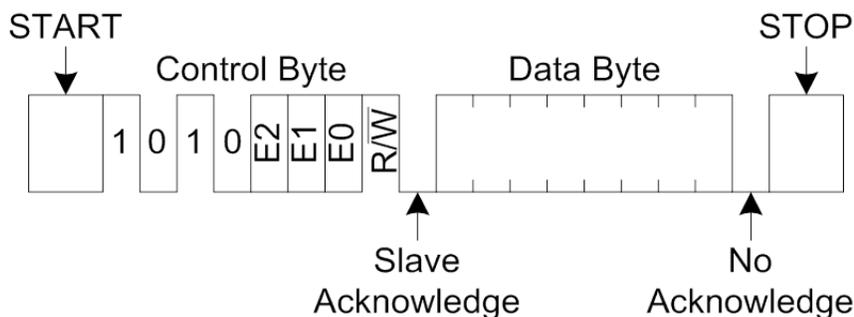 START
STOP
Control Byte
Data Byte
1 0 1 0 E2 E1 E0 R/W̅
Slave
Acknowledge
No
Acknowledge